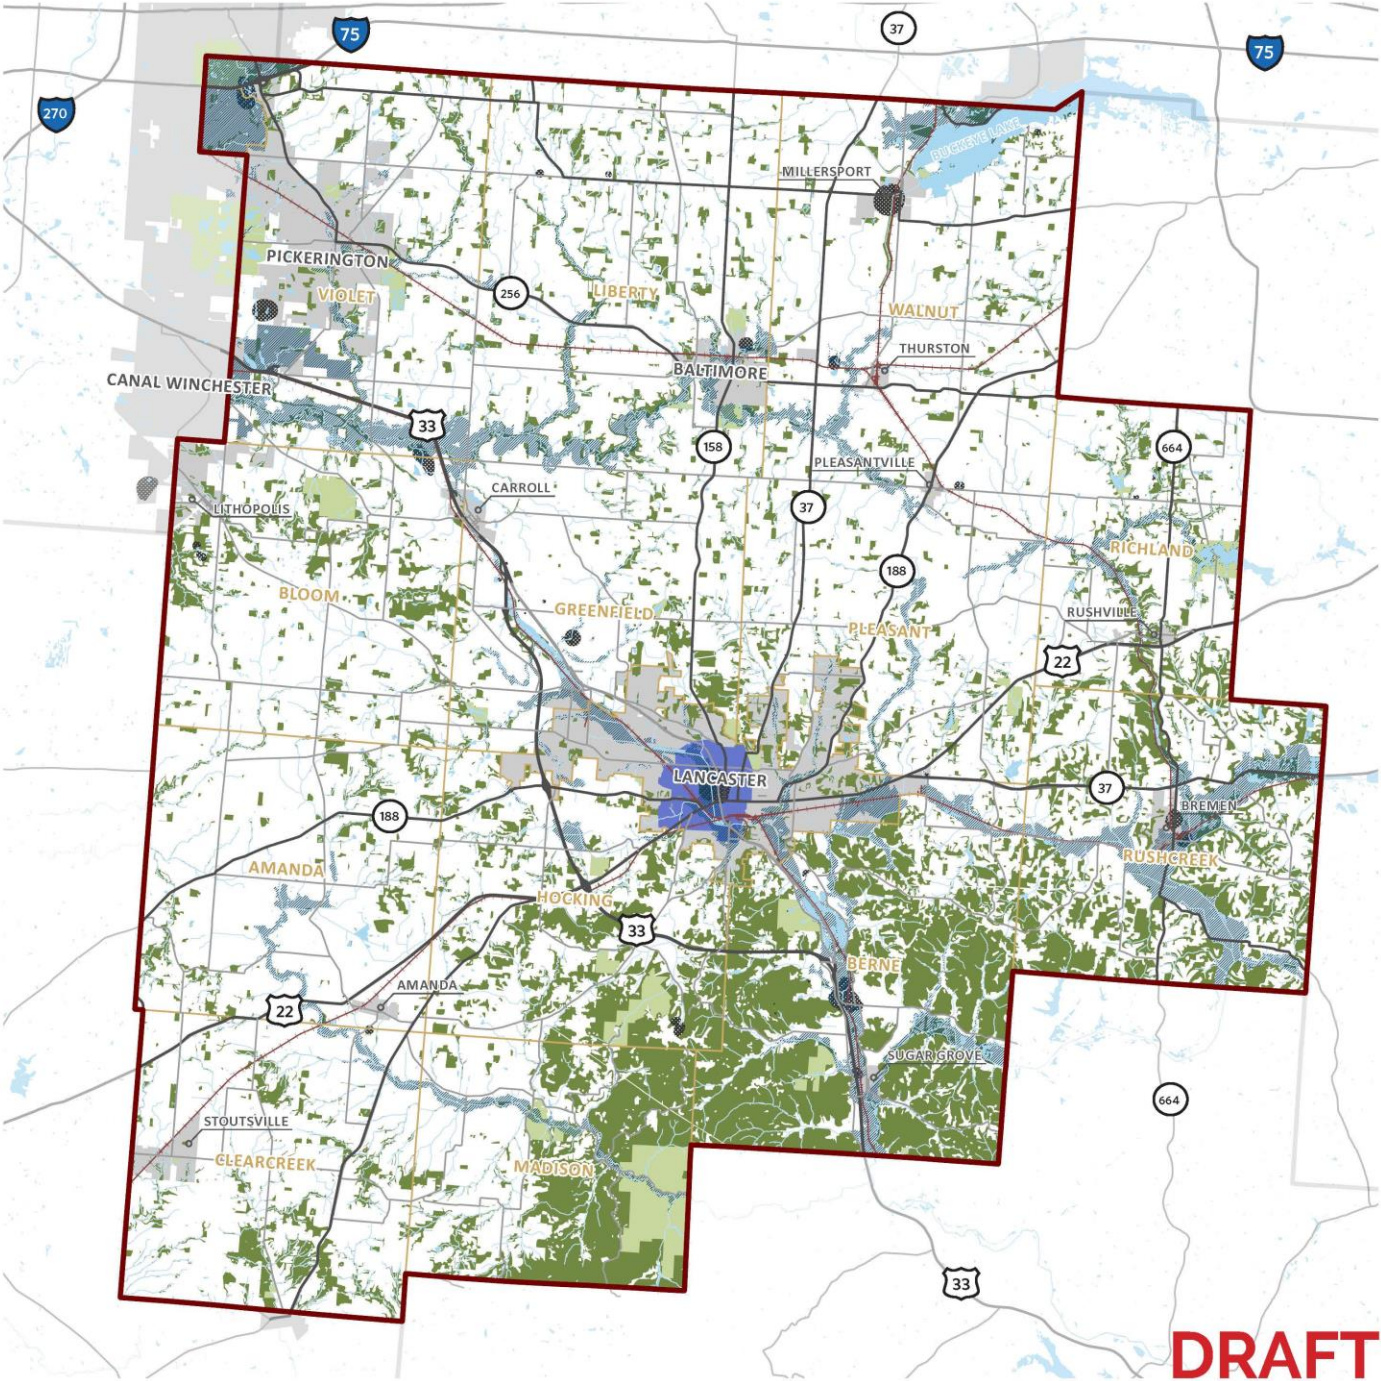 37
75
75
270
BUCKEYE LAKE
MILLERSPORT
PICKERINGTON
VIOLET
256
LIBERTY
WALNUT
THURSTON
BALTIMORE
CANAL WINCHESTER
33
158
664
PLEASANTVILLE
CARROLL
37
LITHOPOLIS
RICHLAND
188
BLOOM
GREENFIELD
RUSHVILLE
PLEASANT
22
LANCASTER
37
BREMEN
188
RUSHCREEK
AMANDA
HOCKING
33
BERNE
AMANDA
22
SUGAR GROVE
664
STOUTSVILLE
CLEARCREEK
MADISON
33
DRAFT